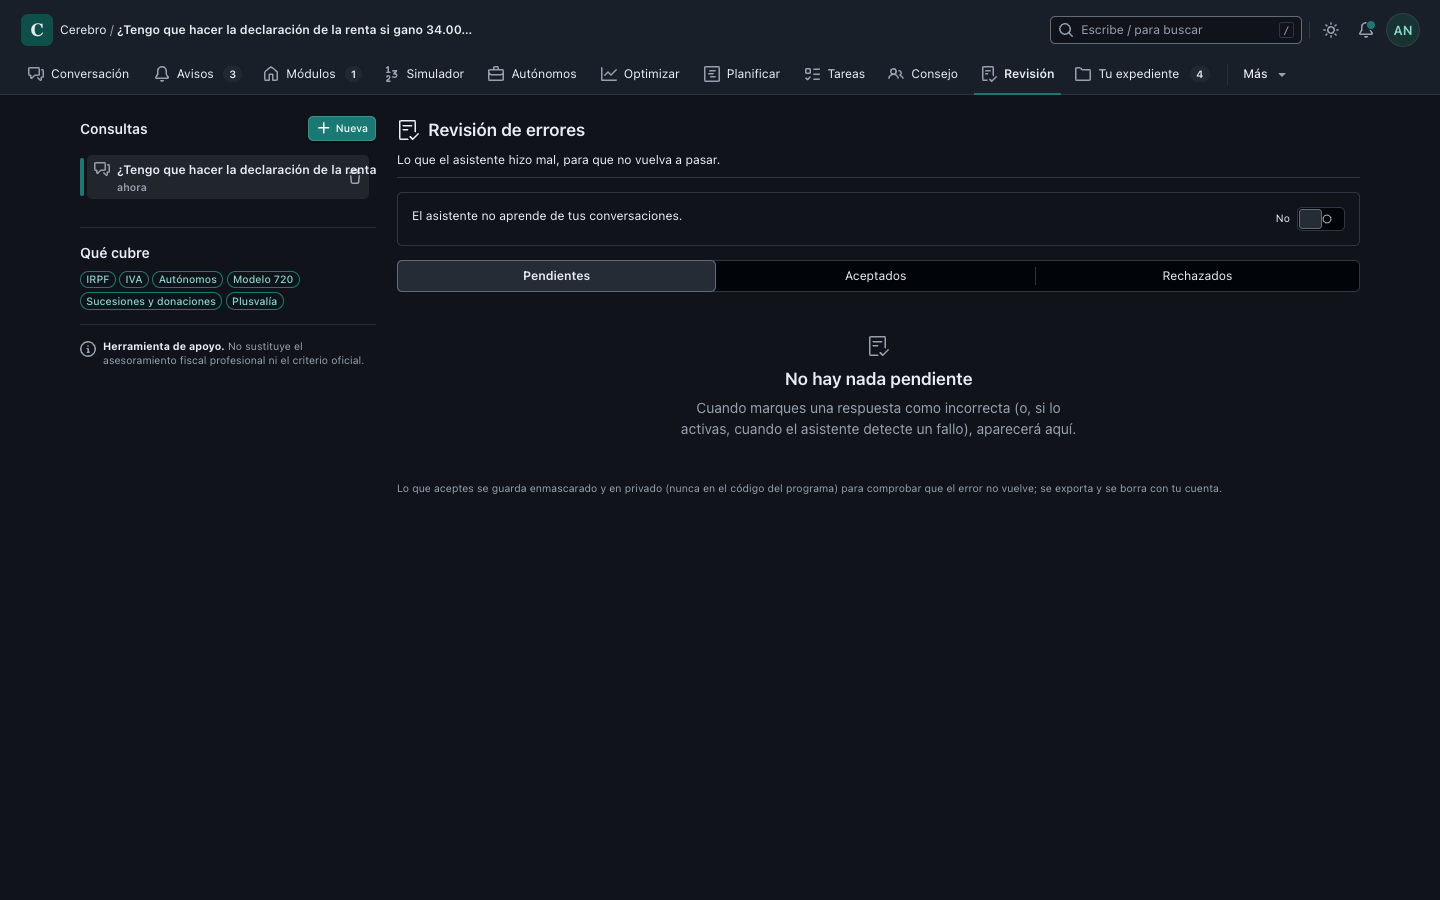 C Cerebro / ¿Tengo que hacer la declaración de la renta si gano 34.00...
Escribe / para buscar /
AN
Conversación
Avisos 3
Módulos 1
Simulador
Autónomos
Optimizar
Planificar
Tareas
Consejo
Revisión
Tu expediente 4
Más
Consultas
Nueva
¿Tengo que hacer la declaración de la renta
ahora
Qué cubre
IRPF IVA Autónomos Modelo 720
Sucesiones y donaciones Plusvalía
Herramienta de apoyo. No sustituye el
asesoramiento fiscal profesional ni el criterio oficial.
Revisión de errores
Lo que el asistente hizo mal, para que no vuelva a pasar.
El asistente no aprende de tus conversaciones.
No
Pendientes
Aceptados
Rechazados
No hay nada pendiente
Cuando marques una respuesta como incorrecta (o, si lo
activas, cuando el asistente detecte un fallo), aparecerá aquí.
Lo que aceptes se guarda enmascarado y en privado (nunca en el código del programa) para comprobar que el error no vuelve; se exporta y se borra con tu cuenta.